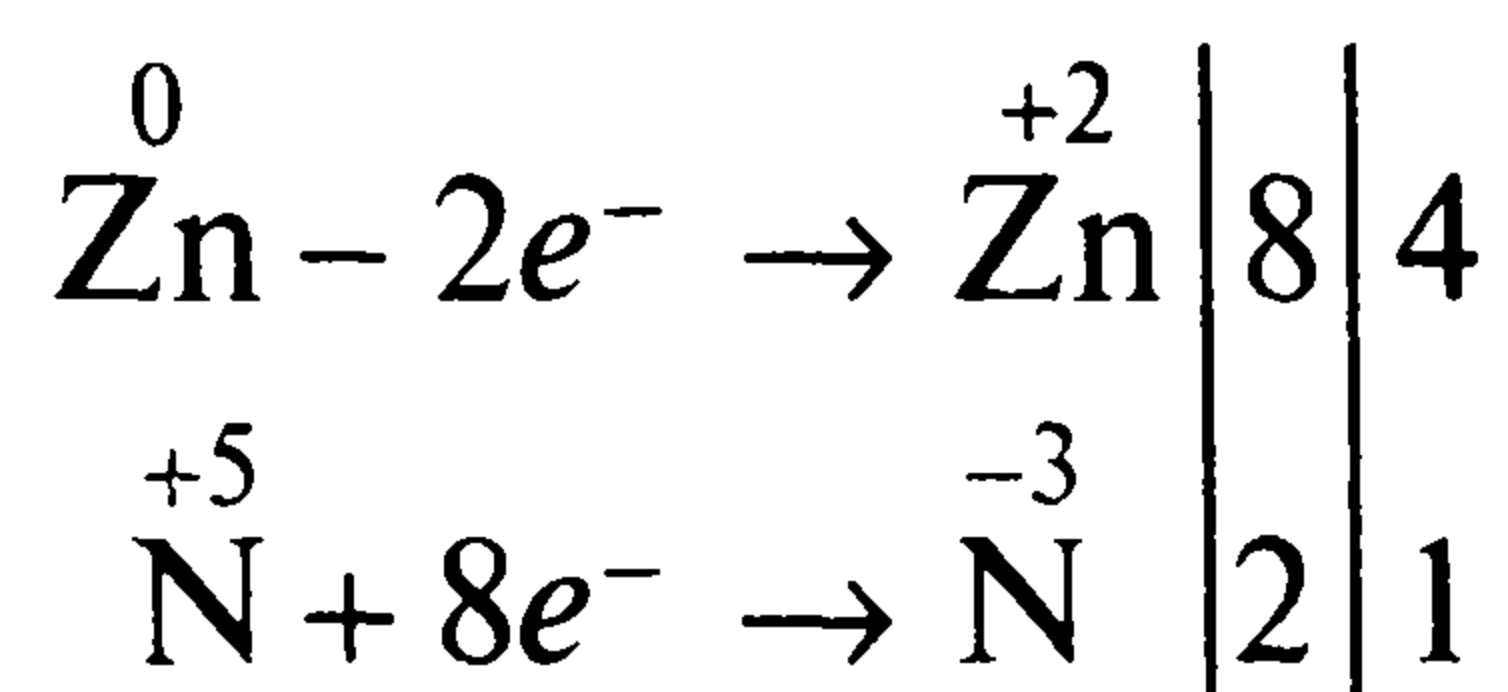 0 +2
Zn − 2e⁻ → Zn | 8 | 4
+5 −3
N + 8e⁻ → N | 2 | 1